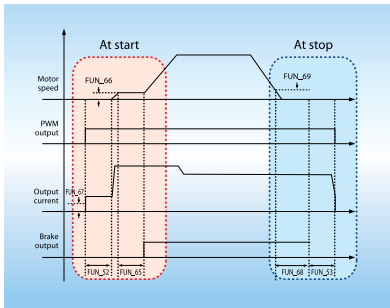 At start
At stop
FUN_66
FUN_69
Motor
speed
PWM
output
Output
current
FUN_67
Brake
output
FUN_52
FUN_65
FUN_68
FUN_53